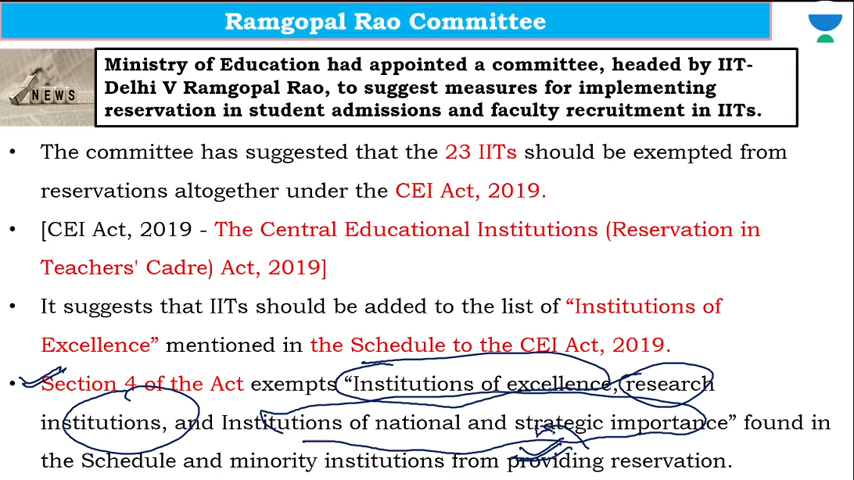 Ramgopal Rao Committee
NEWS
Ministry of Education had appointed a committee, headed by IIT-
Delhi V Ramgopal Rao, to suggest measures for implementing
reservation in student admissions and faculty recruitment in IITs.
• The committee has suggested that the 23 IITs should be exempted from
reservations altogether under the CEI Act, 2019.
• [CEI Act, 2019 - The Central Educational Institutions (Reservation in
Teachers' Cadre) Act, 2019]
• It suggests that IITs should be added to the list of “Institutions of
Excellence” mentioned in the Schedule to the CEI Act, 2019.
• Section 4 of the Act exempts “Institutions of excellence, research
institutions, and Institutions of national and strategic importance” found in
the Schedule and minority institutions from providing reservation.